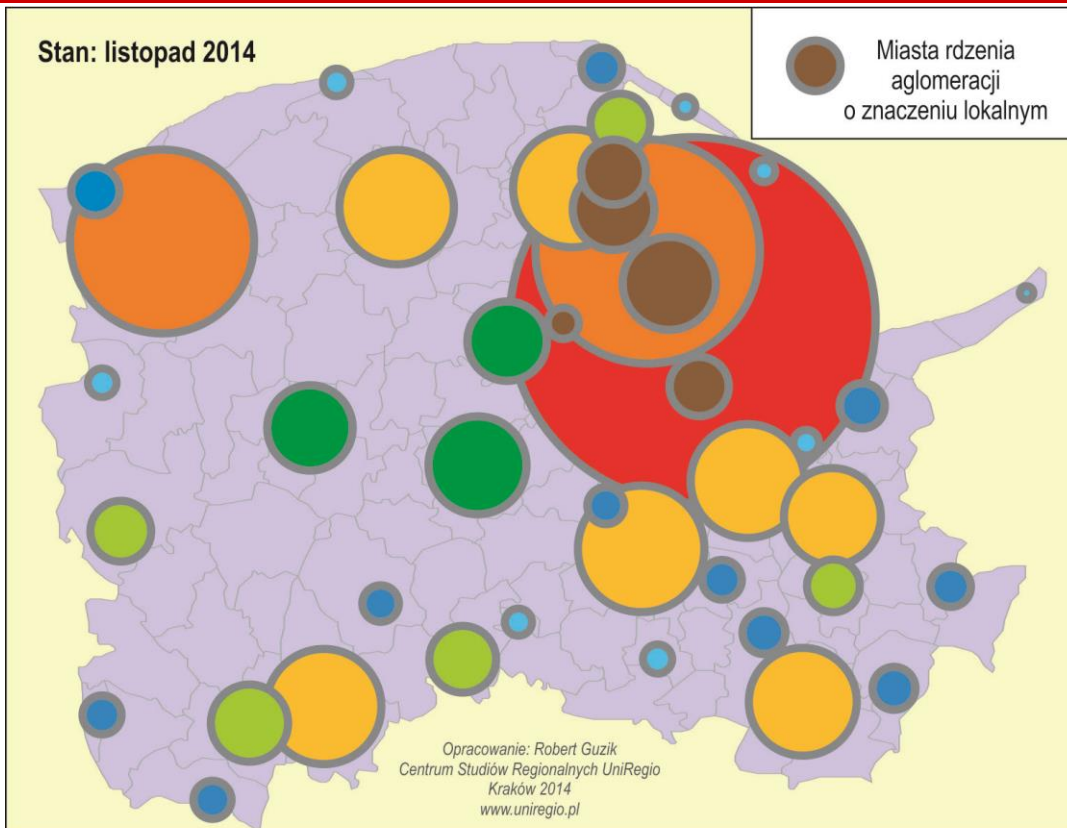 Stan: listopad 2014
Miasta rdzenia
aglomeracji
o znaczeniu lokalnym
Opracowanie: Robert Guzik
Centrum Studiów Regionalnych UniRegio
Kraków 2014
www.uniregio.pl